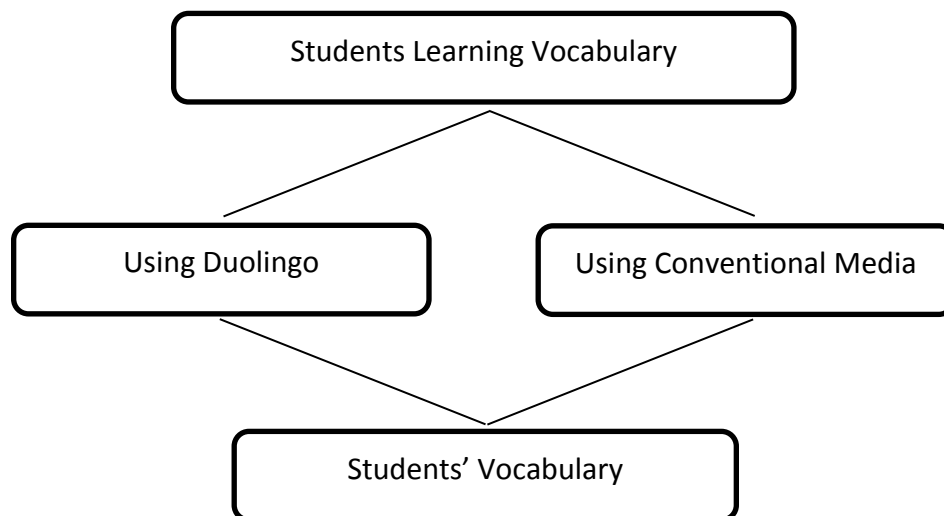 Students Learning Vocabulary
Using Duolingo
Using Conventional Media
Students’ Vocabulary